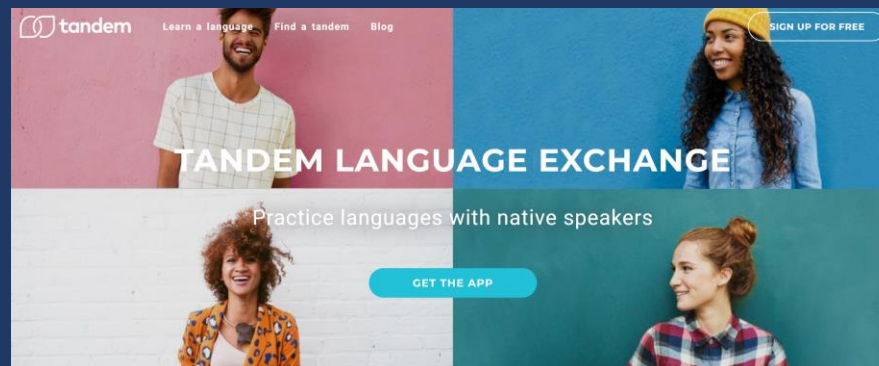 tandem
Learn a language Find a tandem Blog
SIGN UP FOR FREE
TANDEM LANGUAGE EXCHANGE
Practice languages with native speakers
GET THE APP